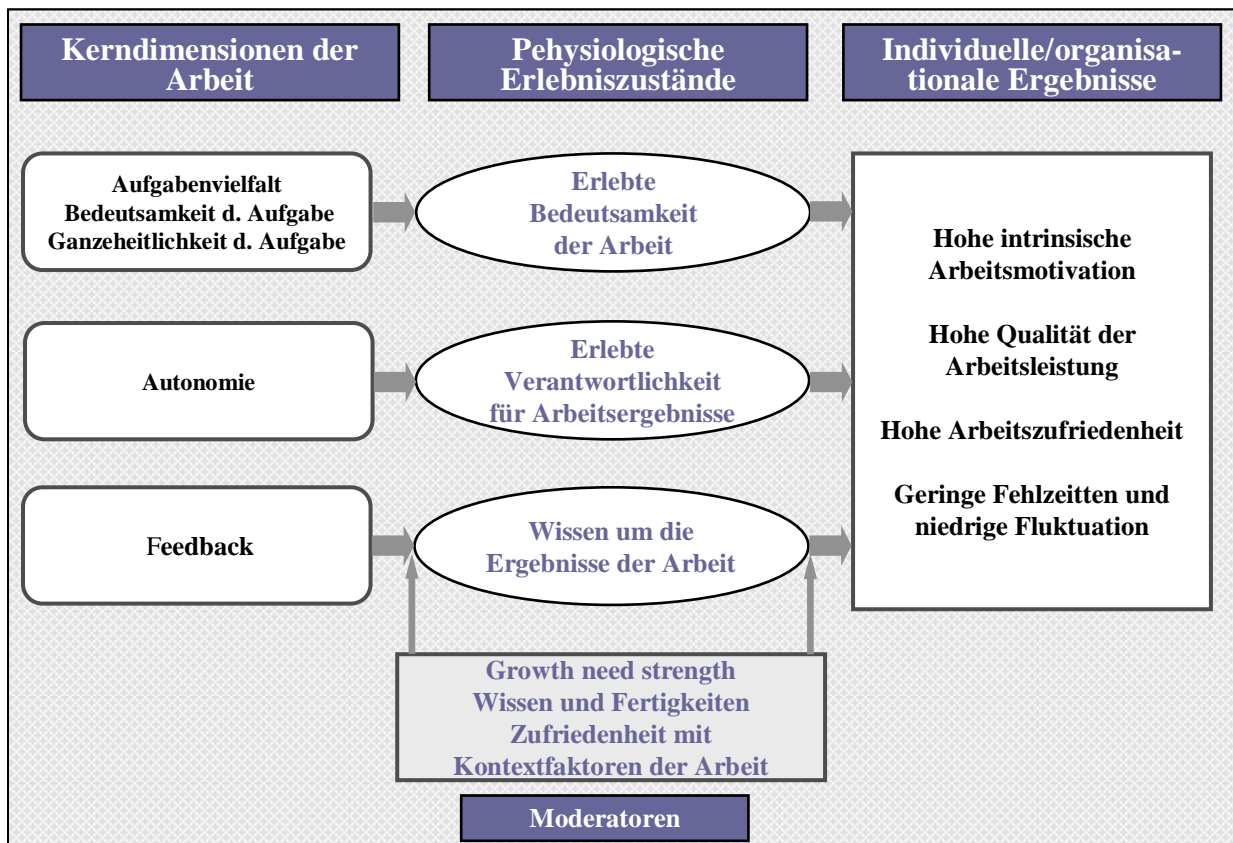 Kerndimensionen der
Arbeit
Pehysiologische
Erlebniszustände
Individuelle/organisa-
tionale Ergebnisse
Aufgabenvielfalt
Bedeutsamkeit d. Aufgabe
Ganzeheitlichkeit d. Aufgabe
Erlebte
Bedeutsamkeit
der Arbeit
Autonomie
Erlebte
Verantwortlichkeit
für Arbeitsergebnisse
Feedback
Wissen um die
Ergebnisse der Arbeit
Hohe intrinsische
Arbeitsmotivation
Hohe Qualität der
Arbeitsleistung
Hohe Arbeitszufriedenheit
Geringe Fehlzeitten und
niedrige Fluktuation
Growth need strength
Wissen und Fertigkeiten
Zufriedenheit mit
Kontextfaktoren der Arbeit
Moderatoren